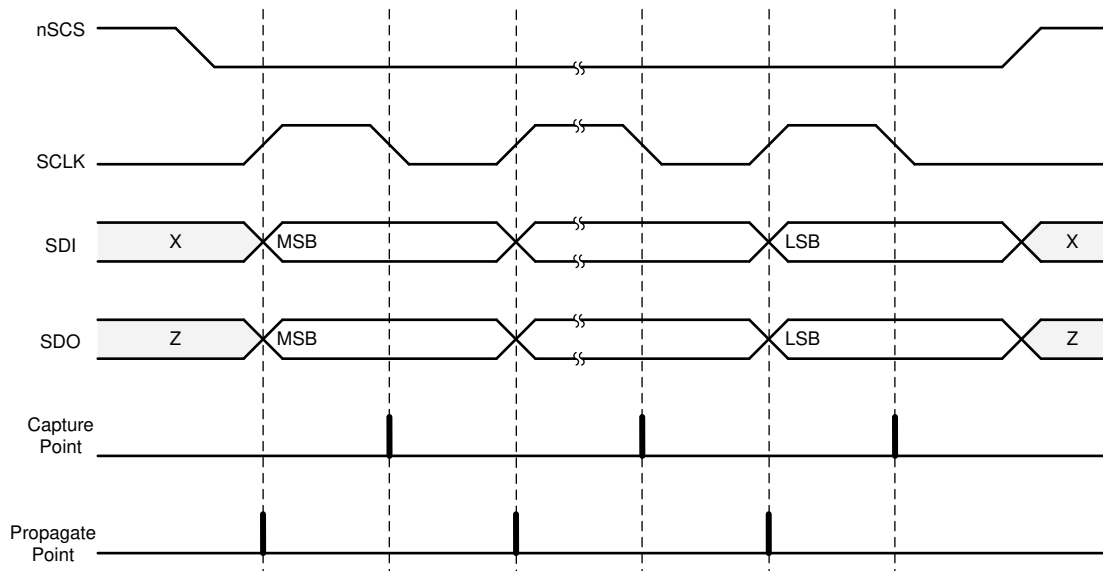 nSCS
SCLK
SDI
X
MSB
LSB
X
SDO
Z
MSB
LSB
Z
Capture
Point
Propagate
Point